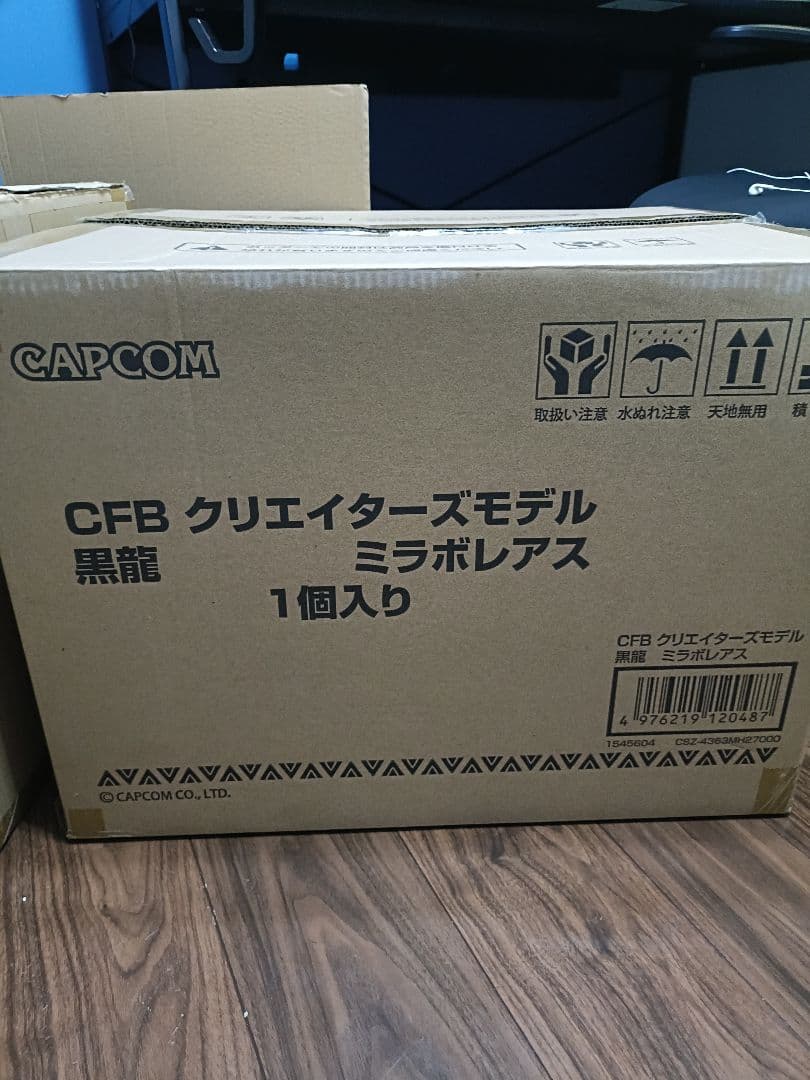 CAPCOM
取扱い注意 水ぬれ注意 天地無用 積
CFB クリエイターズモデル
黒龍 ミラボレアス
1個入り
CFB クリエイターズモデル
黒龍 ミラボレアス
4 976219 120487
1545604 CSZ-4363MH27000
© CAPCOM CO., LTD.